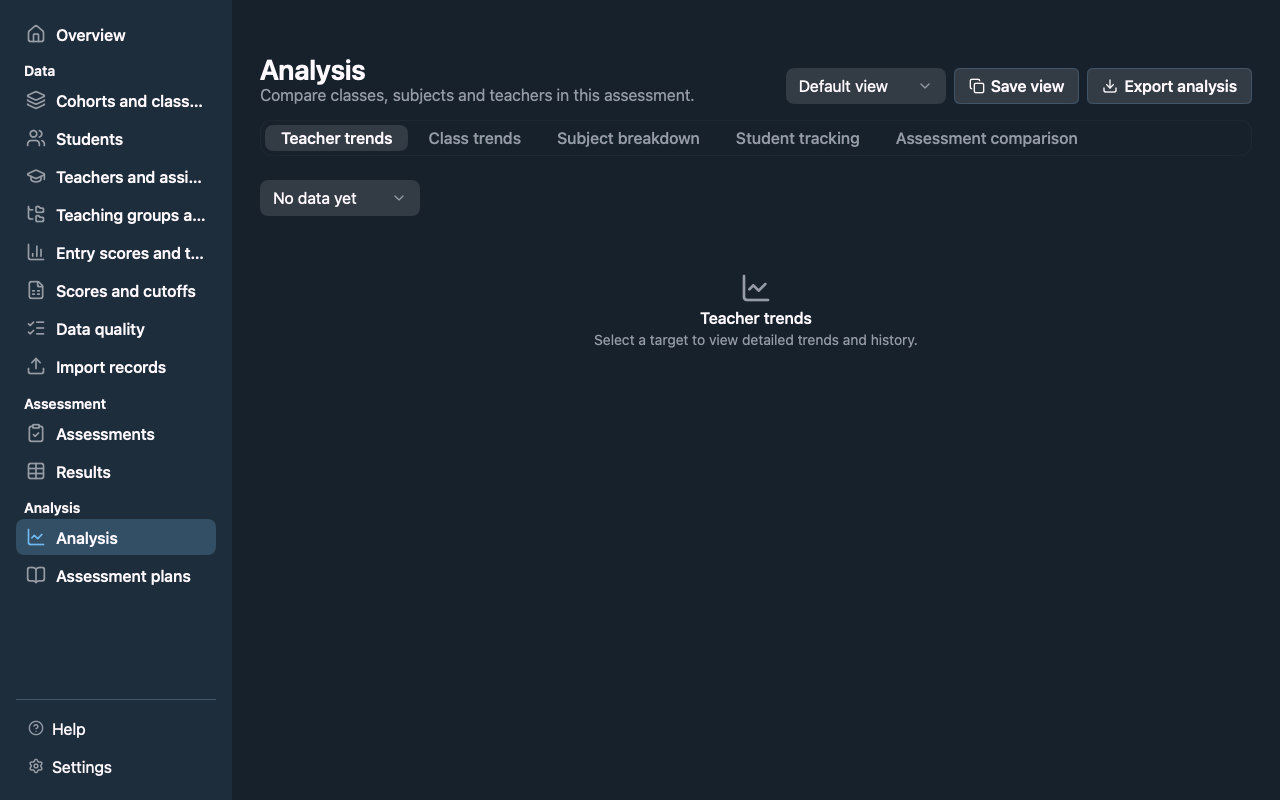 Overview
Data
Cohorts and class...
Students
Teachers and assi...
Teaching groups a...
Entry scores and t...
Scores and cutoffs
Data quality
Import records
Assessment
Assessments
Results
Analysis
Analysis
Assessment plans
Help
Settings
Analysis
Compare classes, subjects and teachers in this assessment.
Default view
Save view
Export analysis
Teacher trends
Class trends
Subject breakdown
Student tracking
Assessment comparison
No data yet
Teacher trends
Select a target to view detailed trends and history.